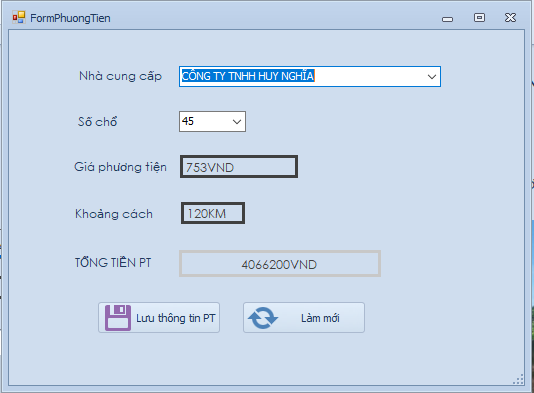 FormPhuongTien
Nhà cung cấp CÔNG TY TNHH HUY NGHĨA
Số chổ 45
Giá phương tiện 753VND
Khoảng cách 120KM
TỔNG TIỀN PT 4066200VND
Lưu thông tin PT Làm mới